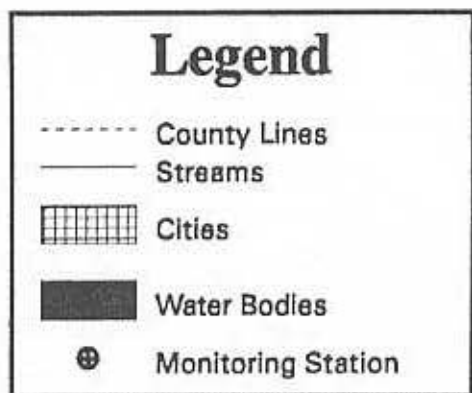 Legend
County Lines
Streams
Cities
Water Bodies
Monitoring Station